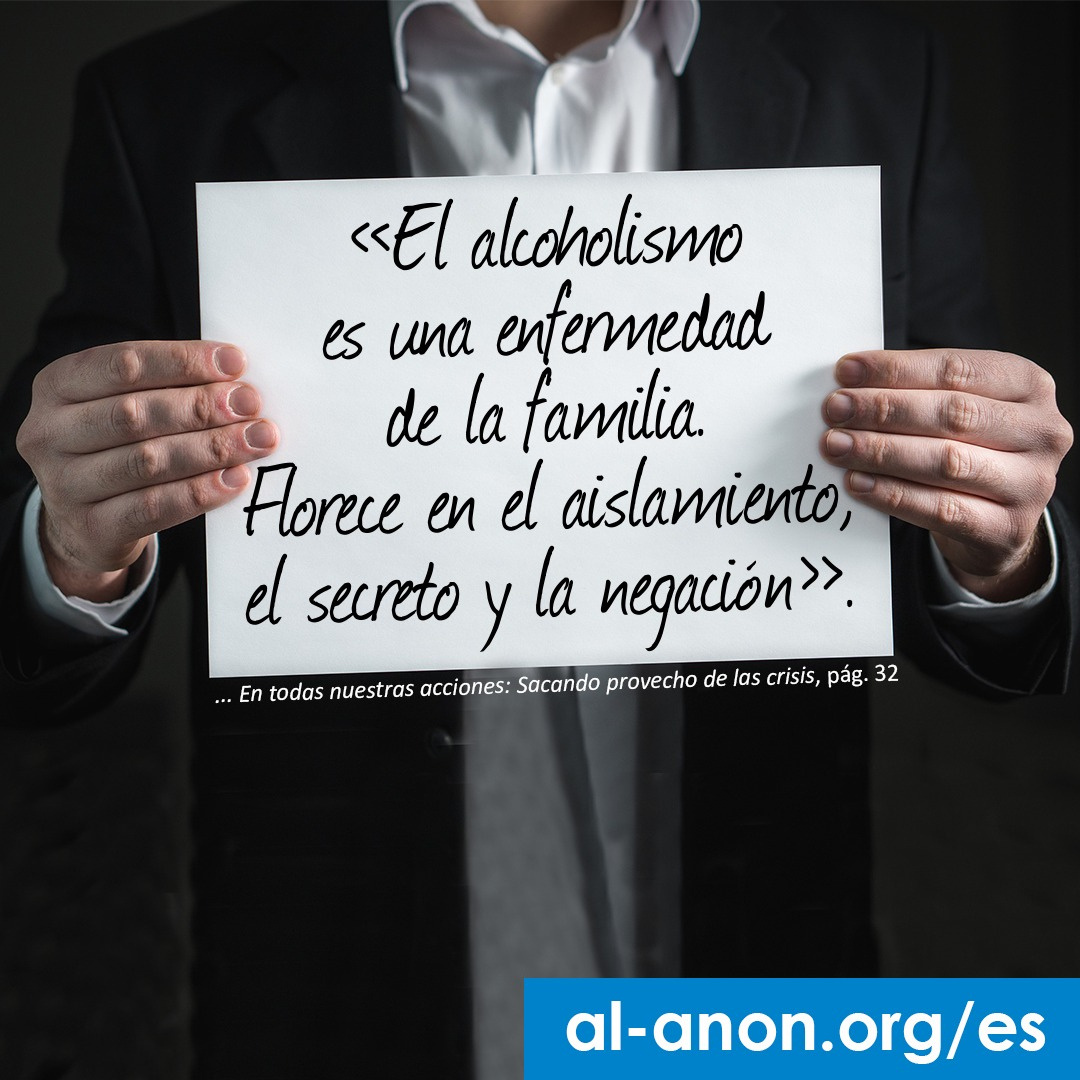 «El alcoholismo
es una enfermedad
de la familia.
Florece en el aislamiento,
el secreto y la negación».
... En todas nuestras acciones: Sacando provecho de las crisis, pág. 32
al-anon.org/es